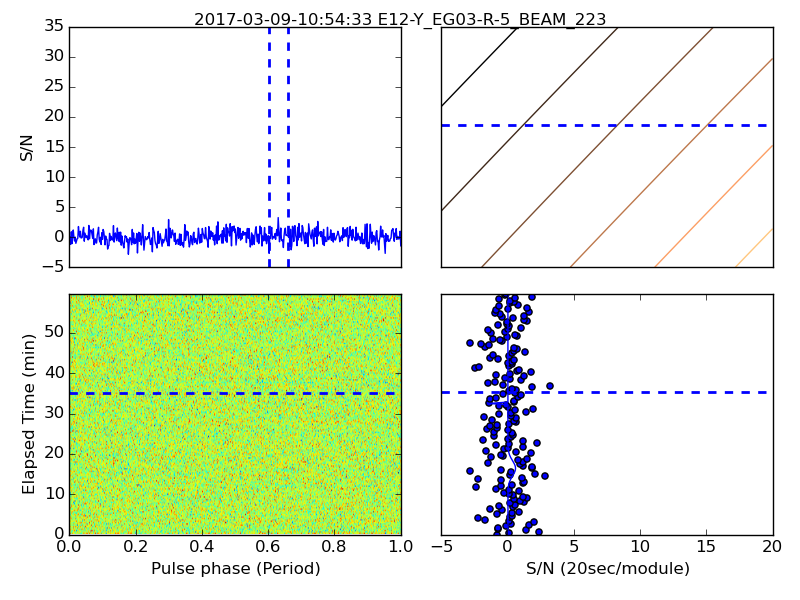 2017-03-09-10:54:33 E12-Y_EG03-R-5_BEAM_223
35
30
25
20
15
10
5
0
−5
S/N
50
40
30
20
10
0
Elapsed Time (min)
0.0 0.2 0.4 0.6 0.8 1.0
Pulse phase (Period)
−5 0 5 10 15 20
S/N (20sec/module)